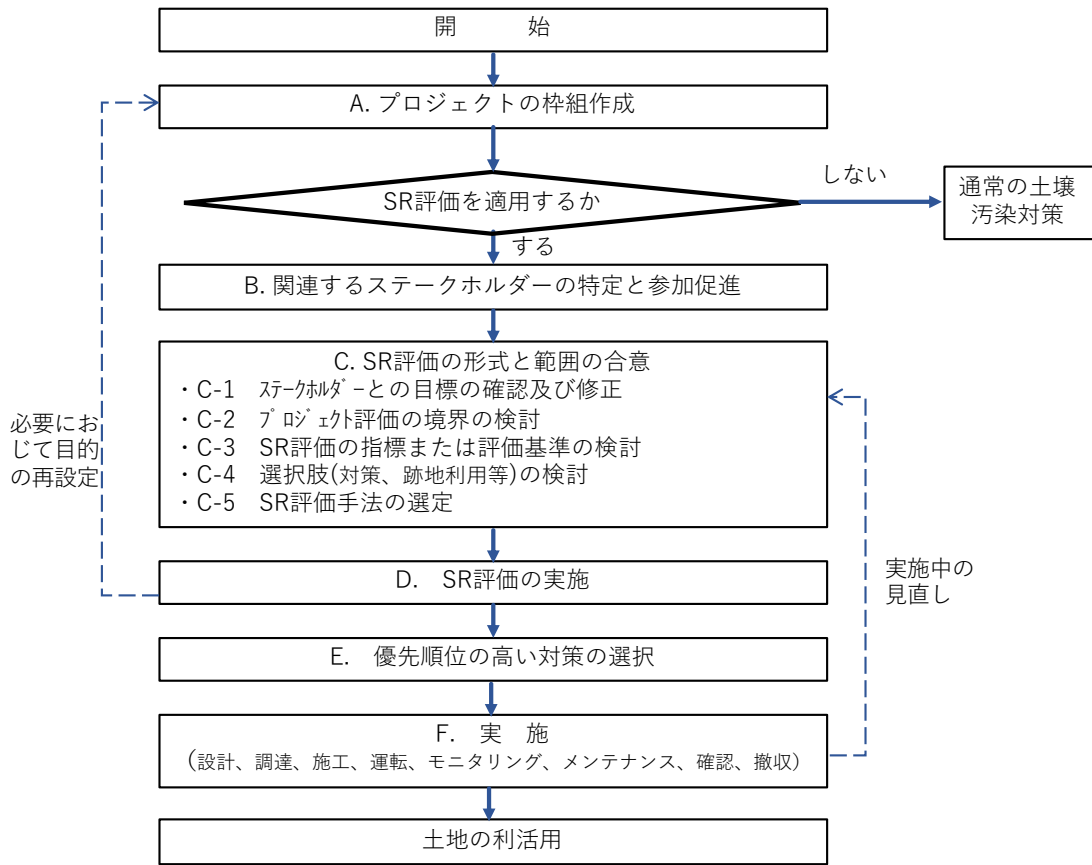 開　始
A. プロジェクトの枠組作成
しない
SR評価を適用するか
通常の土壌
汚染対策
する
B. 関連するステークホルダーの特定と参加促進
C. SR評価の形式と範囲の合意
・C-1　ｽﾃｰｸﾎﾙﾀﾞｰとの目標の確認及び修正
・C-2　ﾌﾟﾛｼﾞｪｸﾄ評価の境界の検討
・C-3　SR評価の指標または評価基準の検討
・C-4　選択肢(対策、跡地利用等)の検討
・C-5　SR評価手法の選定
必要にお
じて目的
の再設定
D.　SR評価の実施
実施中の
見直し
E.　優先順位の高い対策の選択
F.　実　施
（設計、調達、施工、運転、モニタリング、メンテナンス、確認、撤収）
土地の利活用